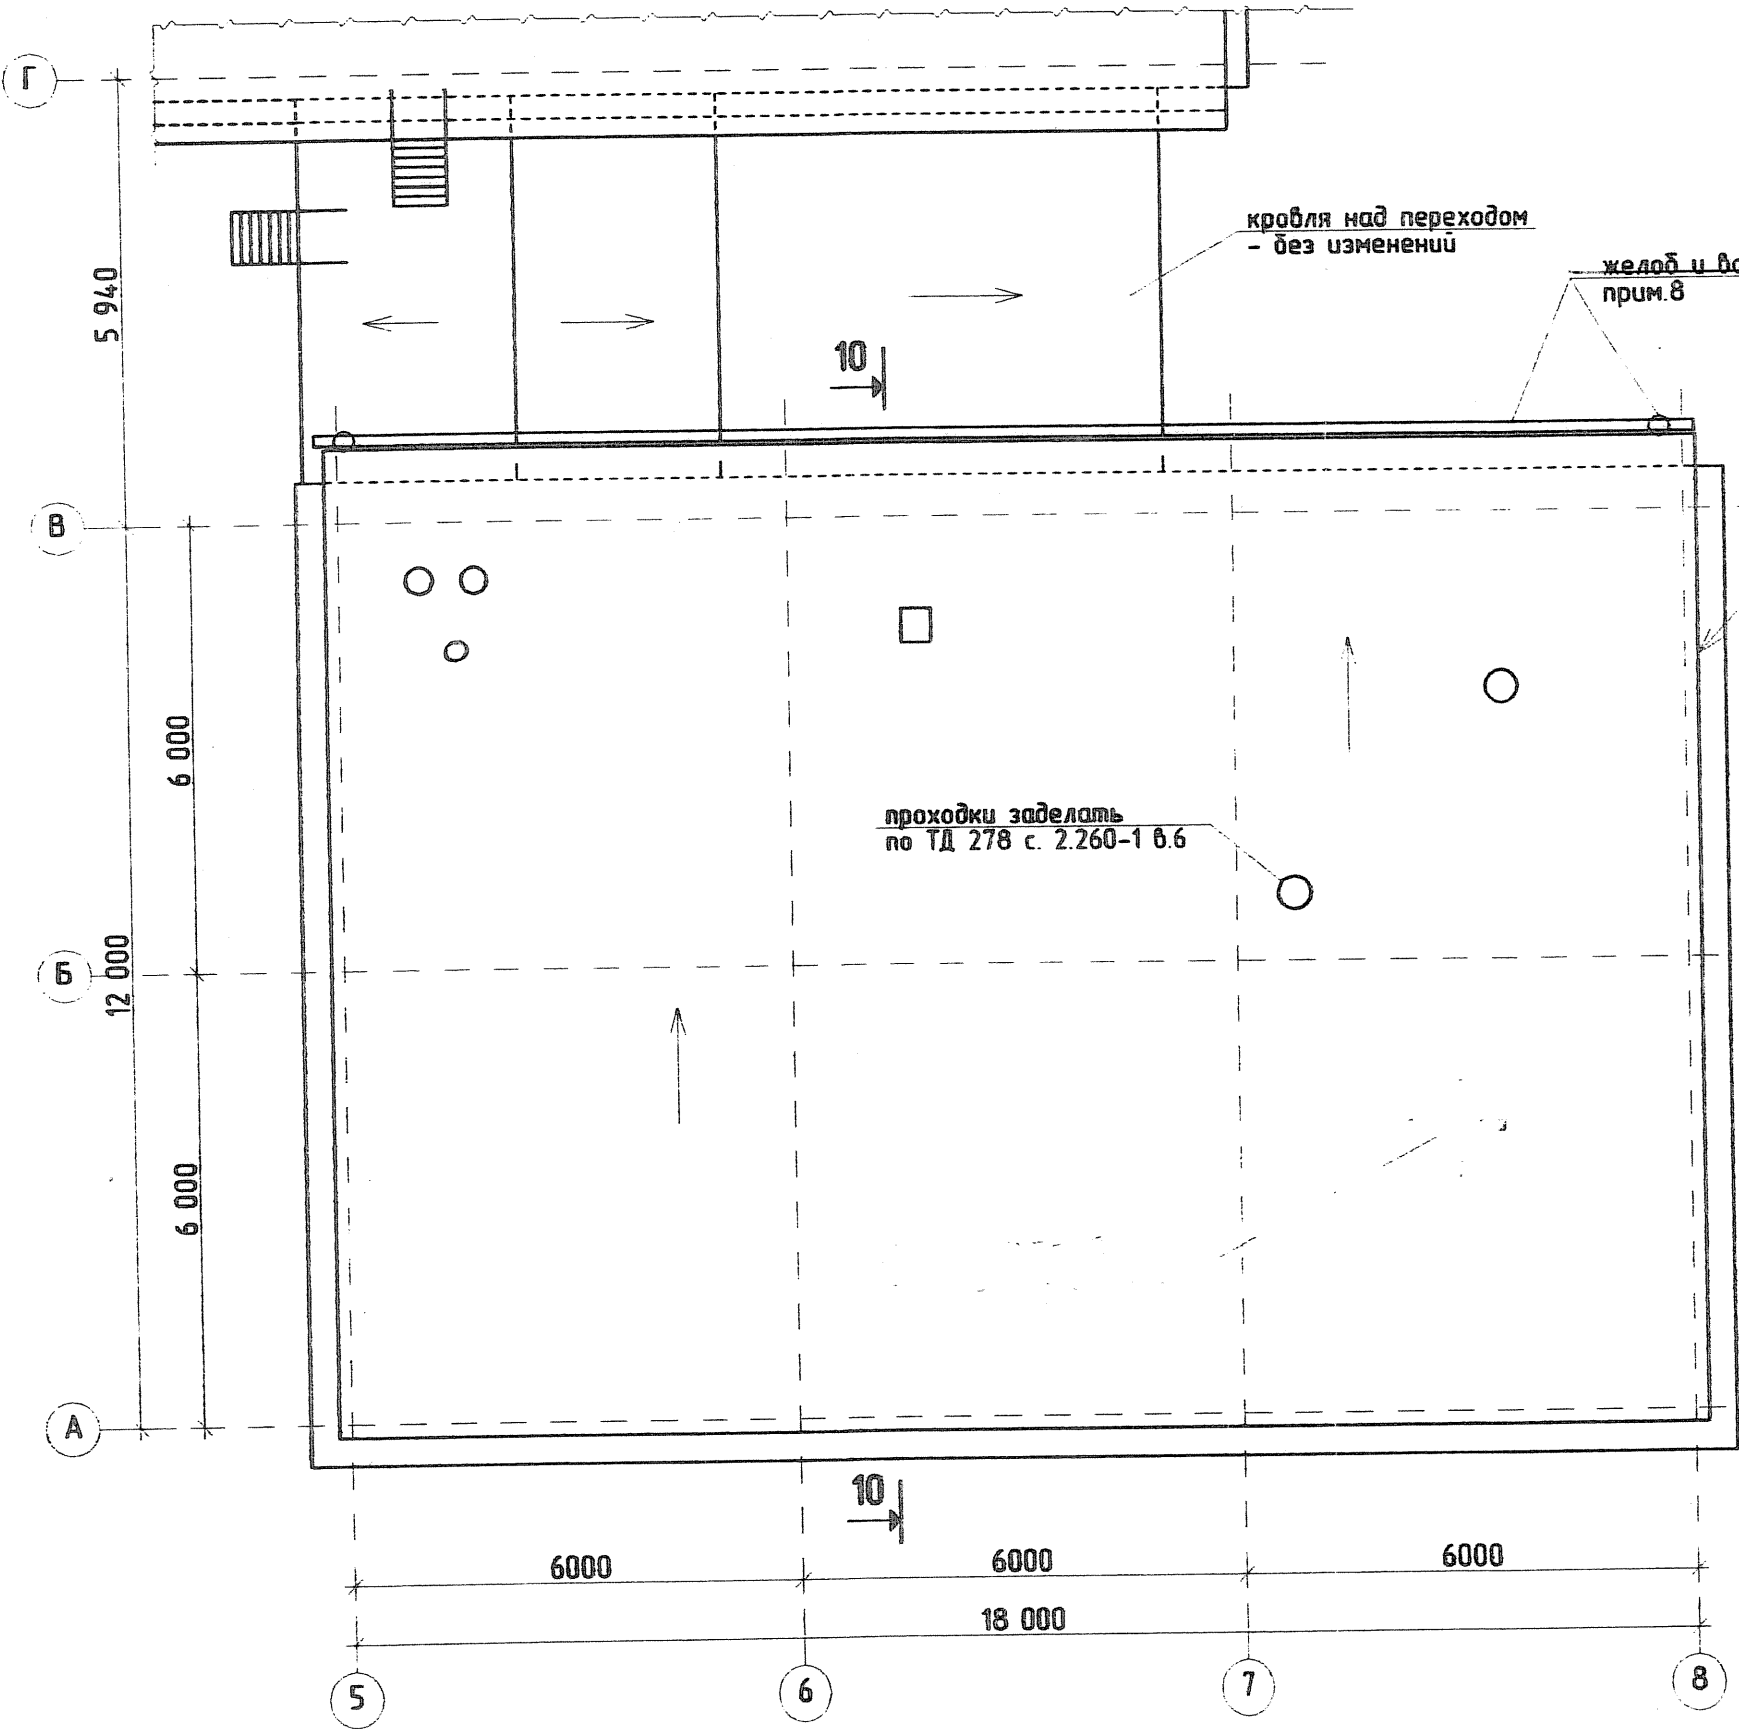 Г
кровля над переходом
- без изменений
желоб и
прим.8
5 940
10
В
6 000
проходки заделать
по ТД 278 с. 2.260-1 в.6
Б
12 000
6 000
А
10
6000
6000
6000
18 000
5
6
7
8